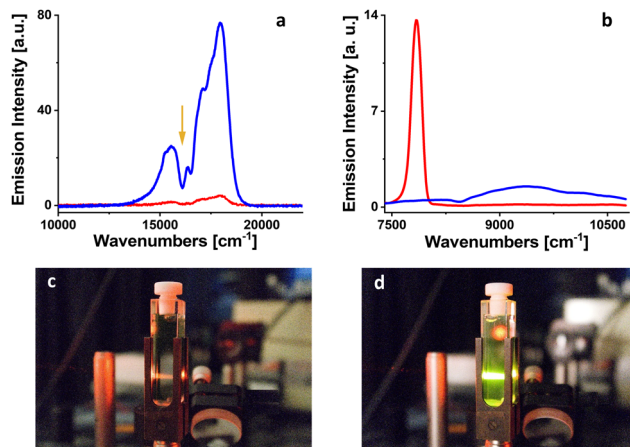 80
40
0
10000
15000
20000
Wavenumbers [cm⁻¹]
Emission Intensity [a.u.]
a
14
7
0
7500
9000
10500
Wavenumbers [cm⁻¹]
Emission Intensity [a. u.]
b
c
d